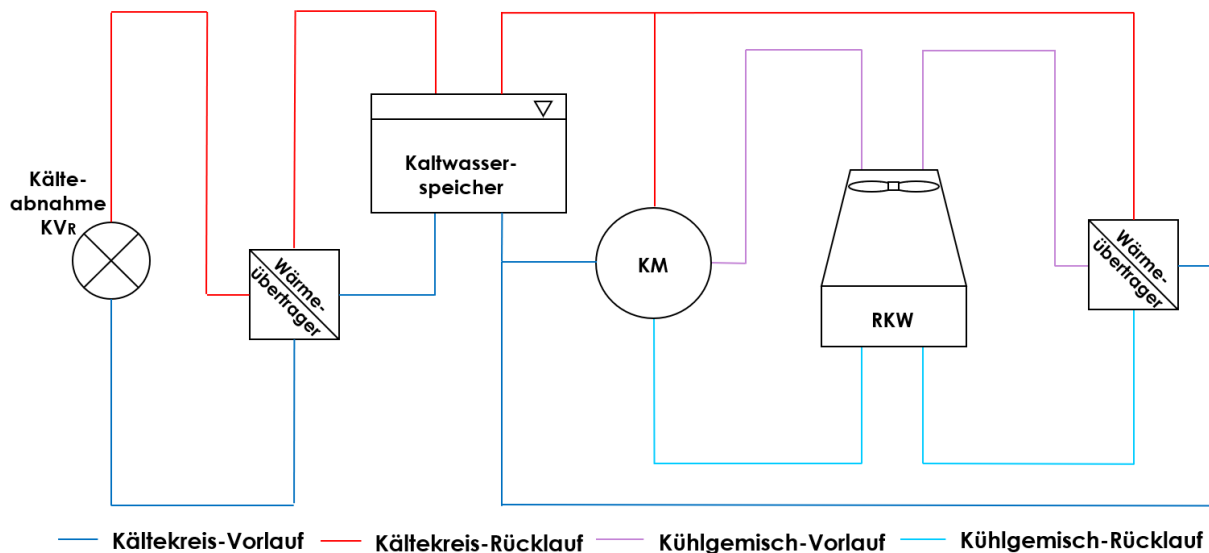 Kälte-
abnahme
KVR
Wärme-
übertrager
Kaltwasser-
speicher
KM
RKW
Wärme-
übertrager
Kältekreis-Vorlauf
Kältekreis-Rücklauf
Kühlgemisch-Vorlauf
Kühlgemisch-Rücklauf